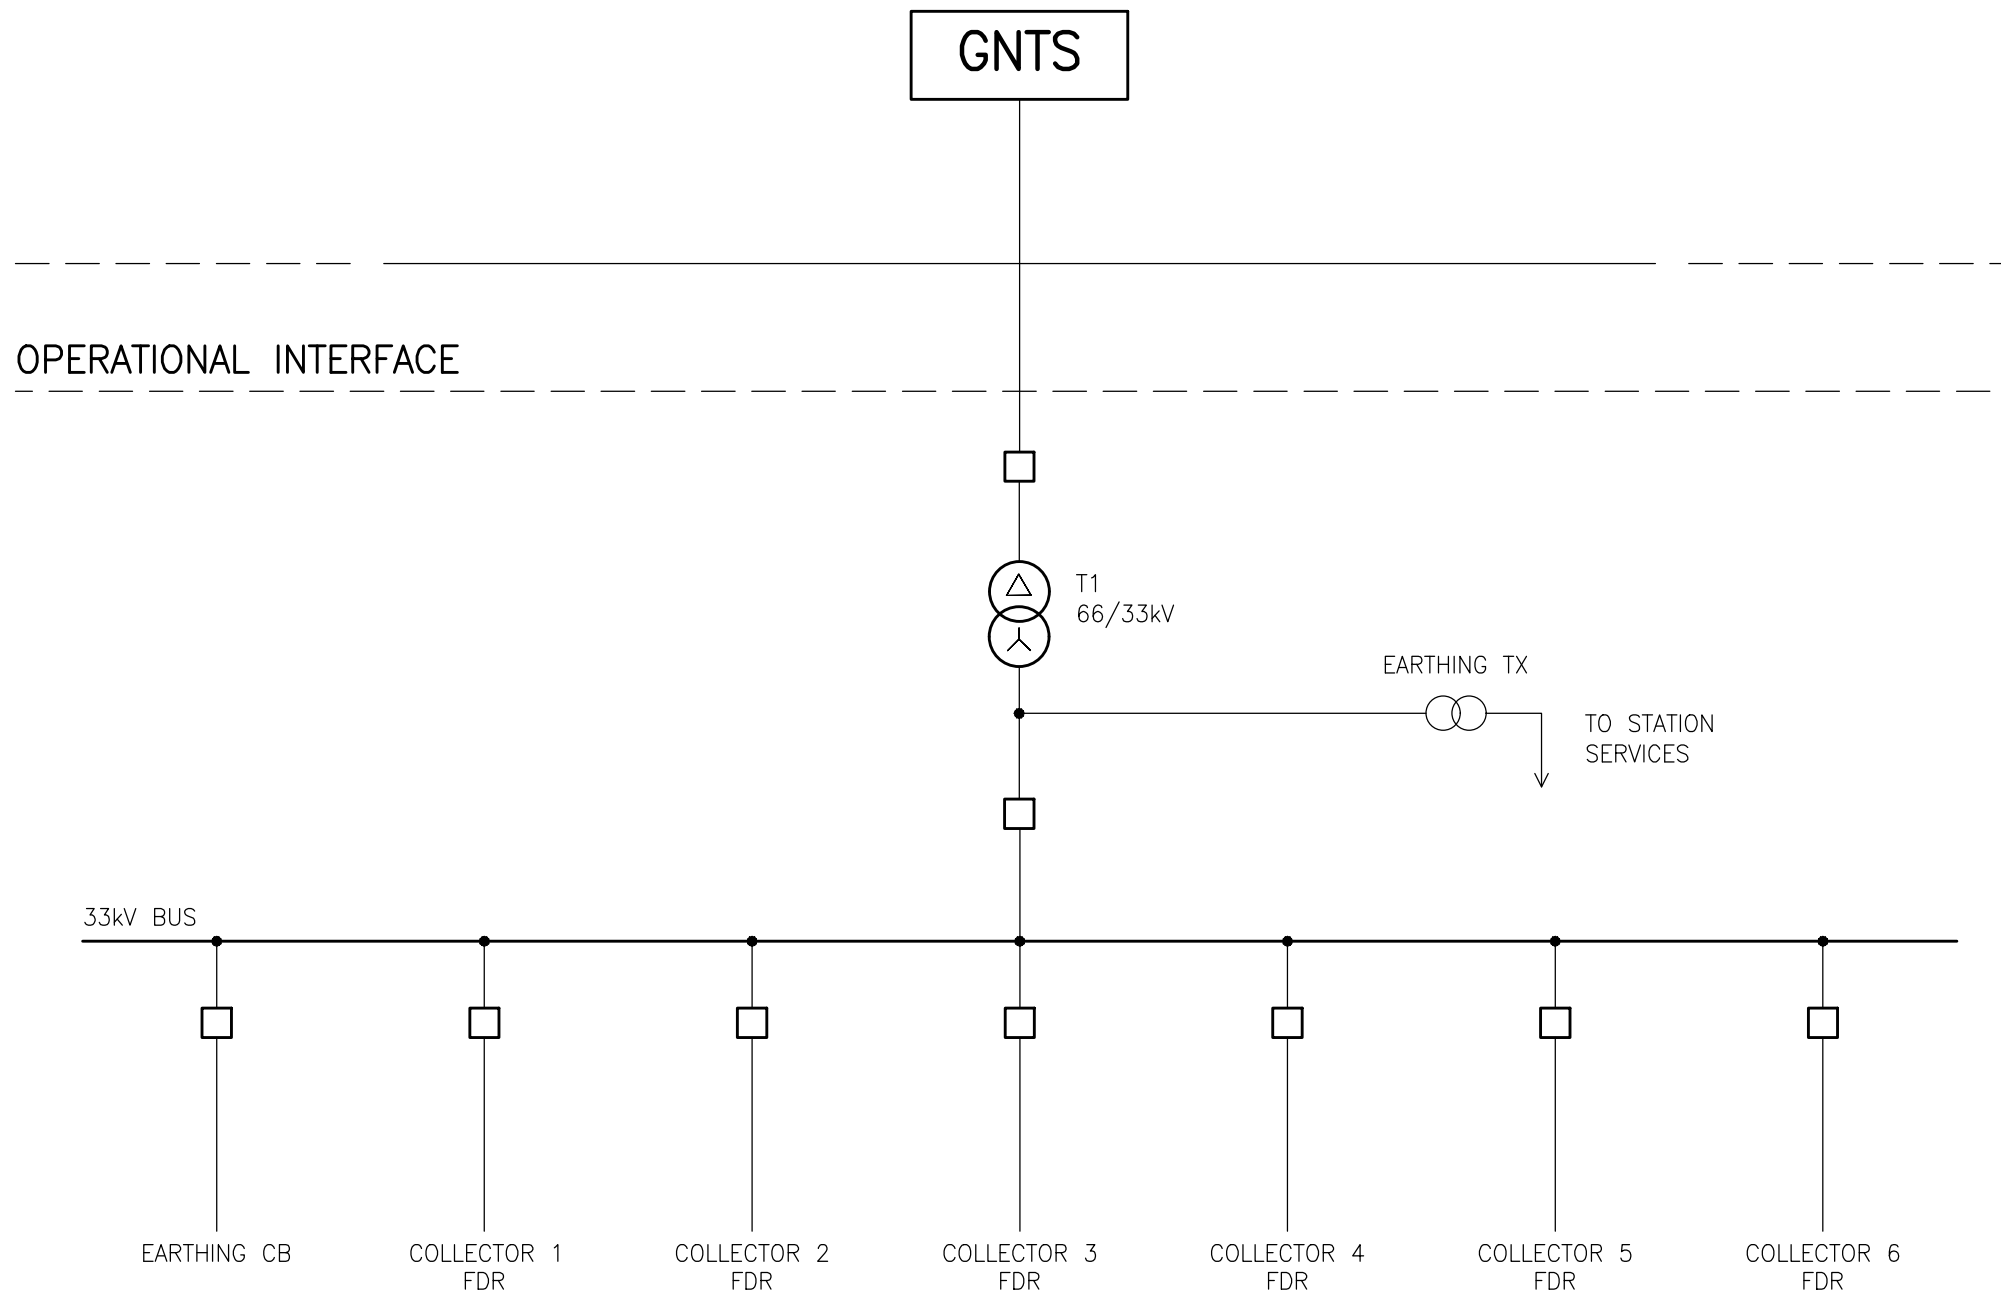 GNTS
OPERATIONAL INTERFACE
T1
66/33kV
EARTHING TX
TO STATION
SERVICES
33kV BUS
EARTHING CB
COLLECTOR 1
FDR
COLLECTOR 2
FDR
COLLECTOR 3
FDR
COLLECTOR 4
FDR
COLLECTOR 5
FDR
COLLECTOR 6
FDR